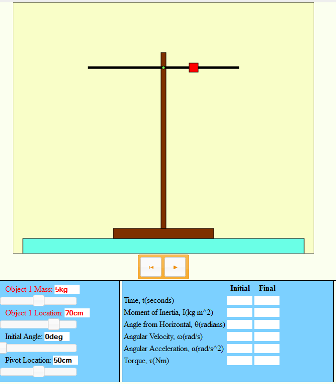 Initial Final
Object 1 Mass: 5kg
Time, t(seconds)
Moment of Inertia, I(kg m^2)
Object 1 Location: 70cm
Angle from Horizontal, θ(radians)
Initial Angle: 0deg
Angular Velocity, ω(rad/s)
Angular Acceleration, α(rad/s^2)
Pivot Location: 50cm
Torque, τ(Nm)